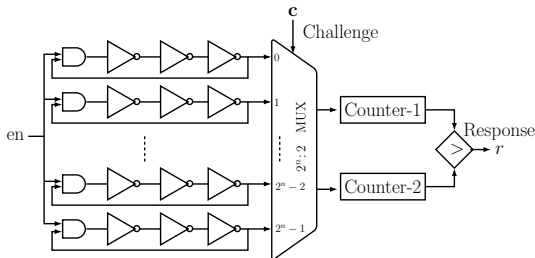 c
Challenge
0
1
en
2^n : 2 MUX
2^n − 2
2^n − 1
Counter-1
Counter-2
>
Response
r